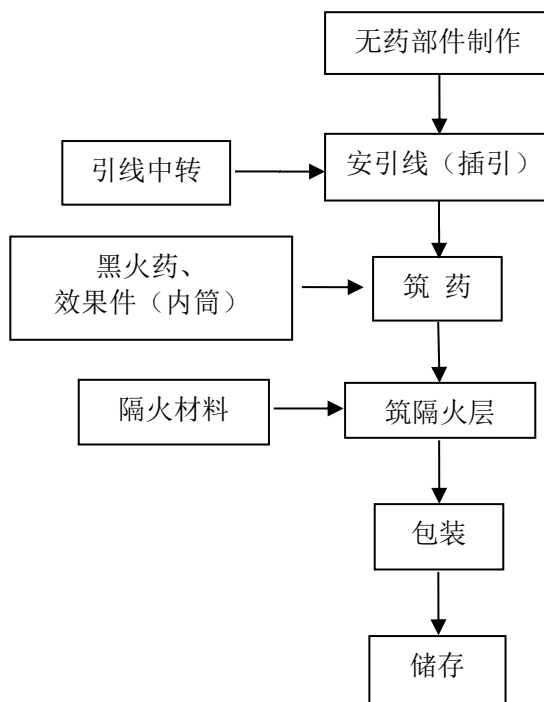 无药部件制作
引线中转
安引线（插引）
黑火药、
效果件（内筒）
筑 药
隔火材料
筑隔火层
包装
储存